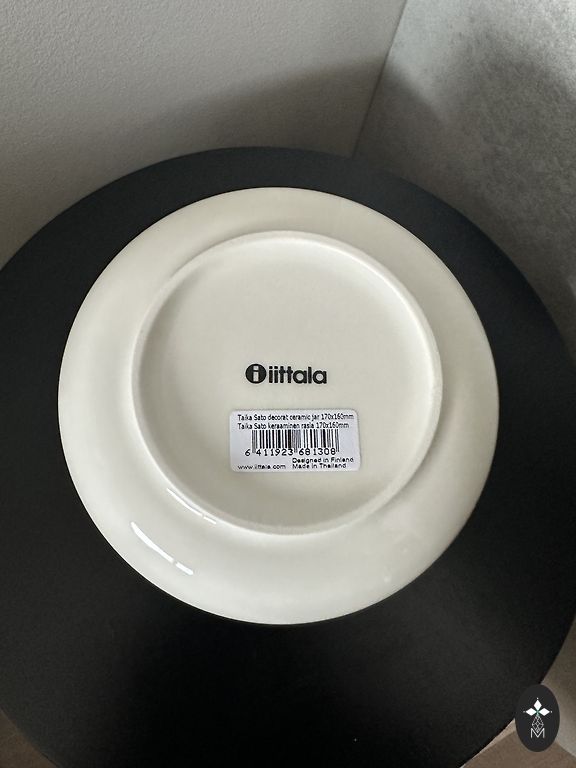 iittala
Taika Sato decorat ceramic jar 170x160mm
Taika Sato keraaminen rasia 170x160mm
6 411923 681308
Designed in Finland
www.iittala.com Made in Thailand
M